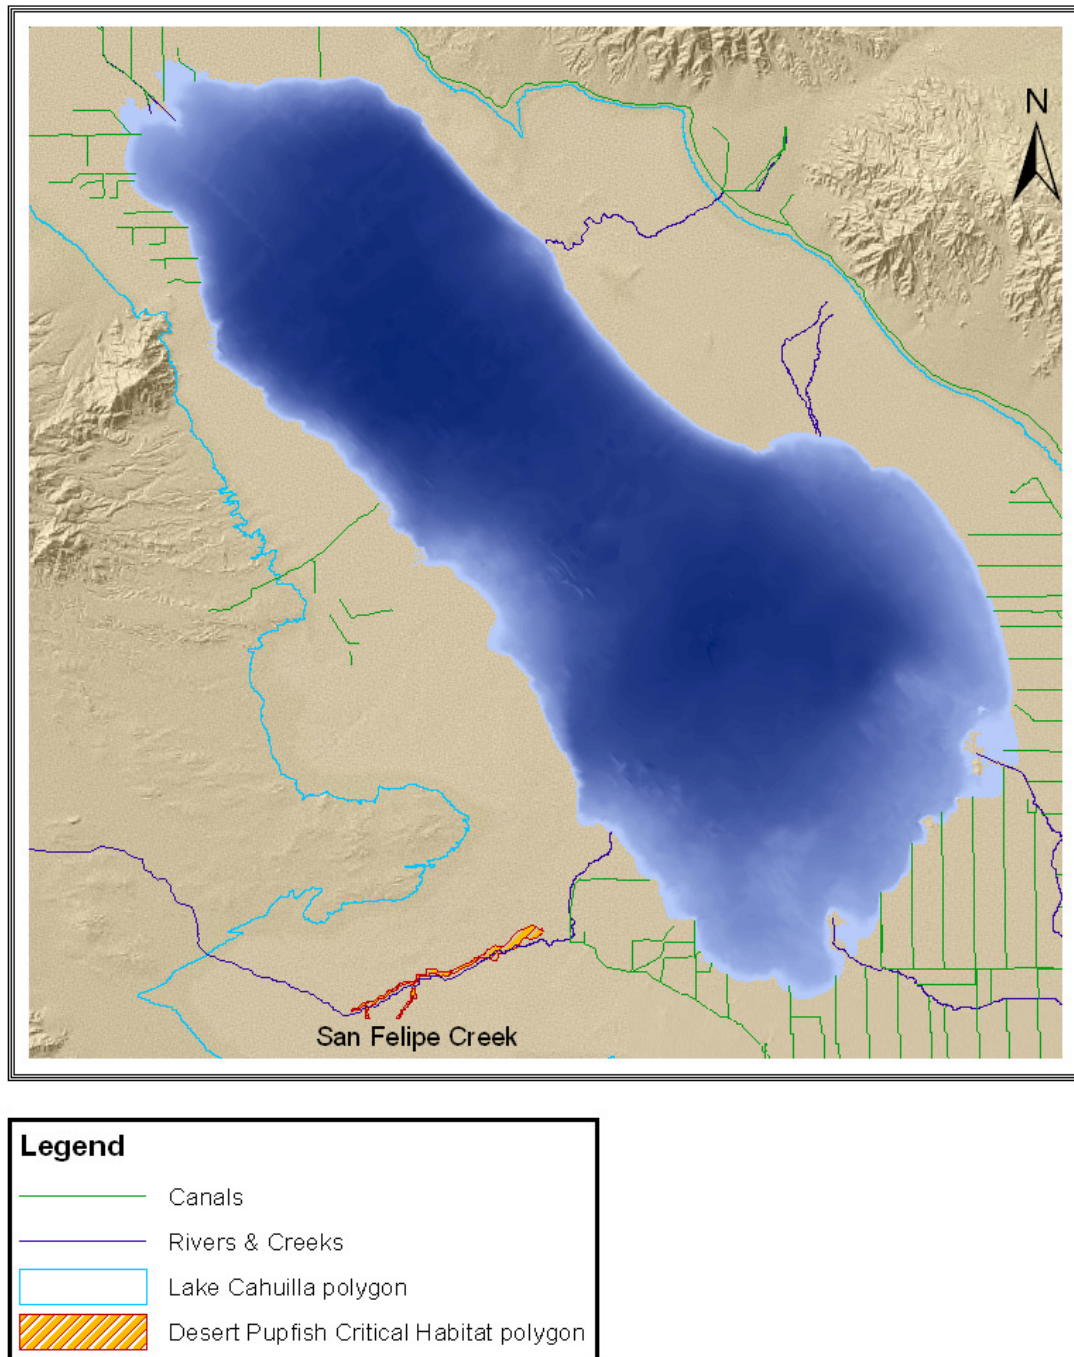 N
San Felipe Creek
Legend
Canals
Rivers & Creeks
Lake Cahuilla polygon
Desert Pupfish Critical Habitat polygon